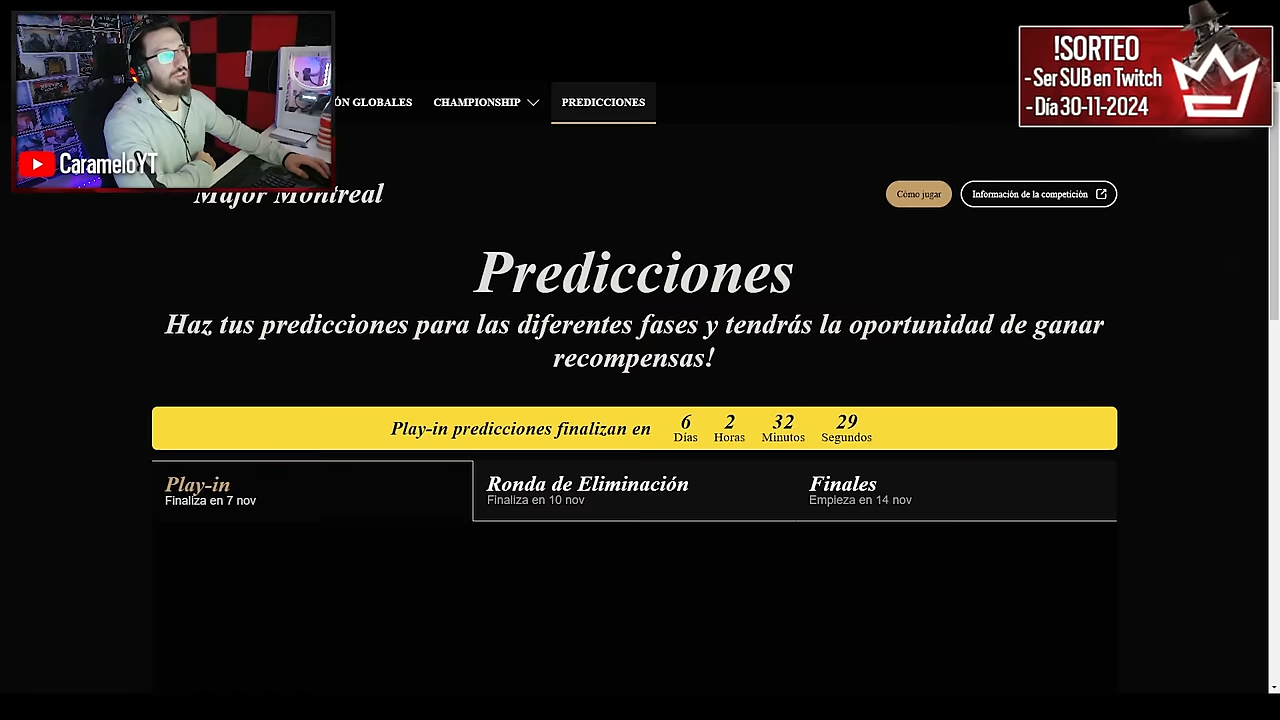 !SORTEO
- Ser SUB en Twitch
- Día 30-11-2024
ÓN GLOBALES
CHAMPIONSHIP
PREDICCIONES
CarameloYT
Major Montreal
Cómo jugar
Información de la competición
Predicciones
Haz tus predicciones para las diferentes fases y tendrás la oportunidad de ganar
recompensas!
Play-in predicciones finalizan en
6 2 32 29
Días Horas Minutos Segundos
Play-in
Finaliza en 7 nov
Ronda de Eliminación
Finaliza en 10 nov
Finales
Empieza en 14 nov